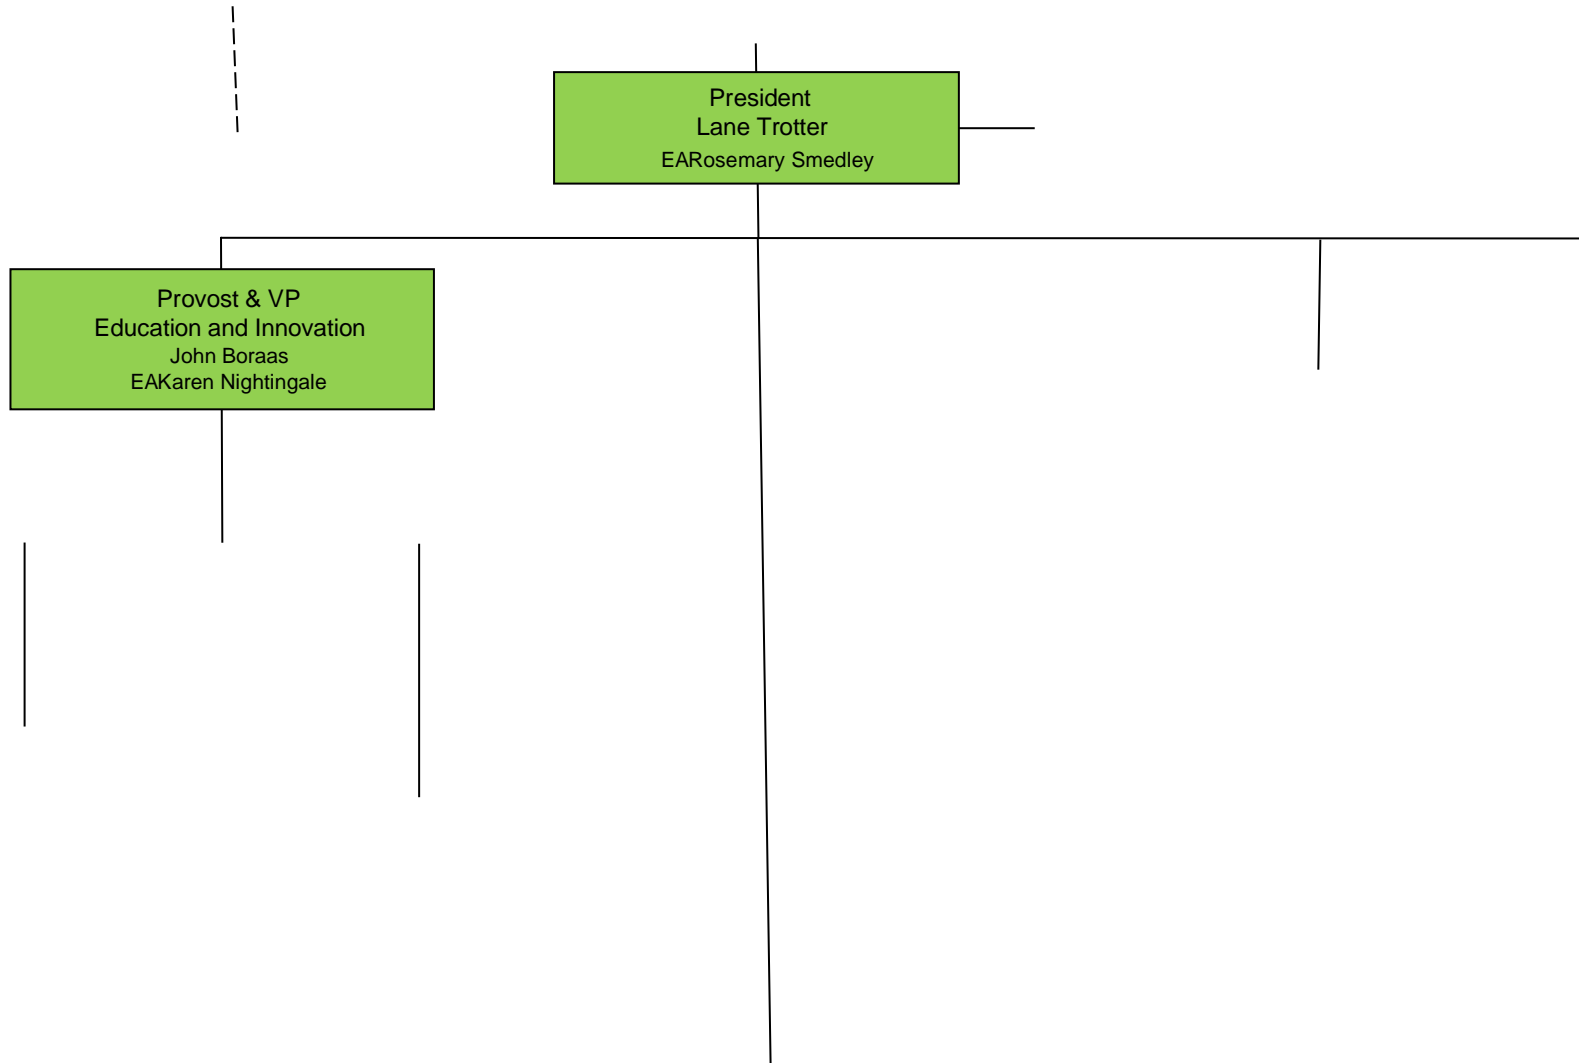 President
Lane Trotter
EARosemary Smedley
Provost & VP
Education and Innovation
John Boraas
EAKaren Nightingale